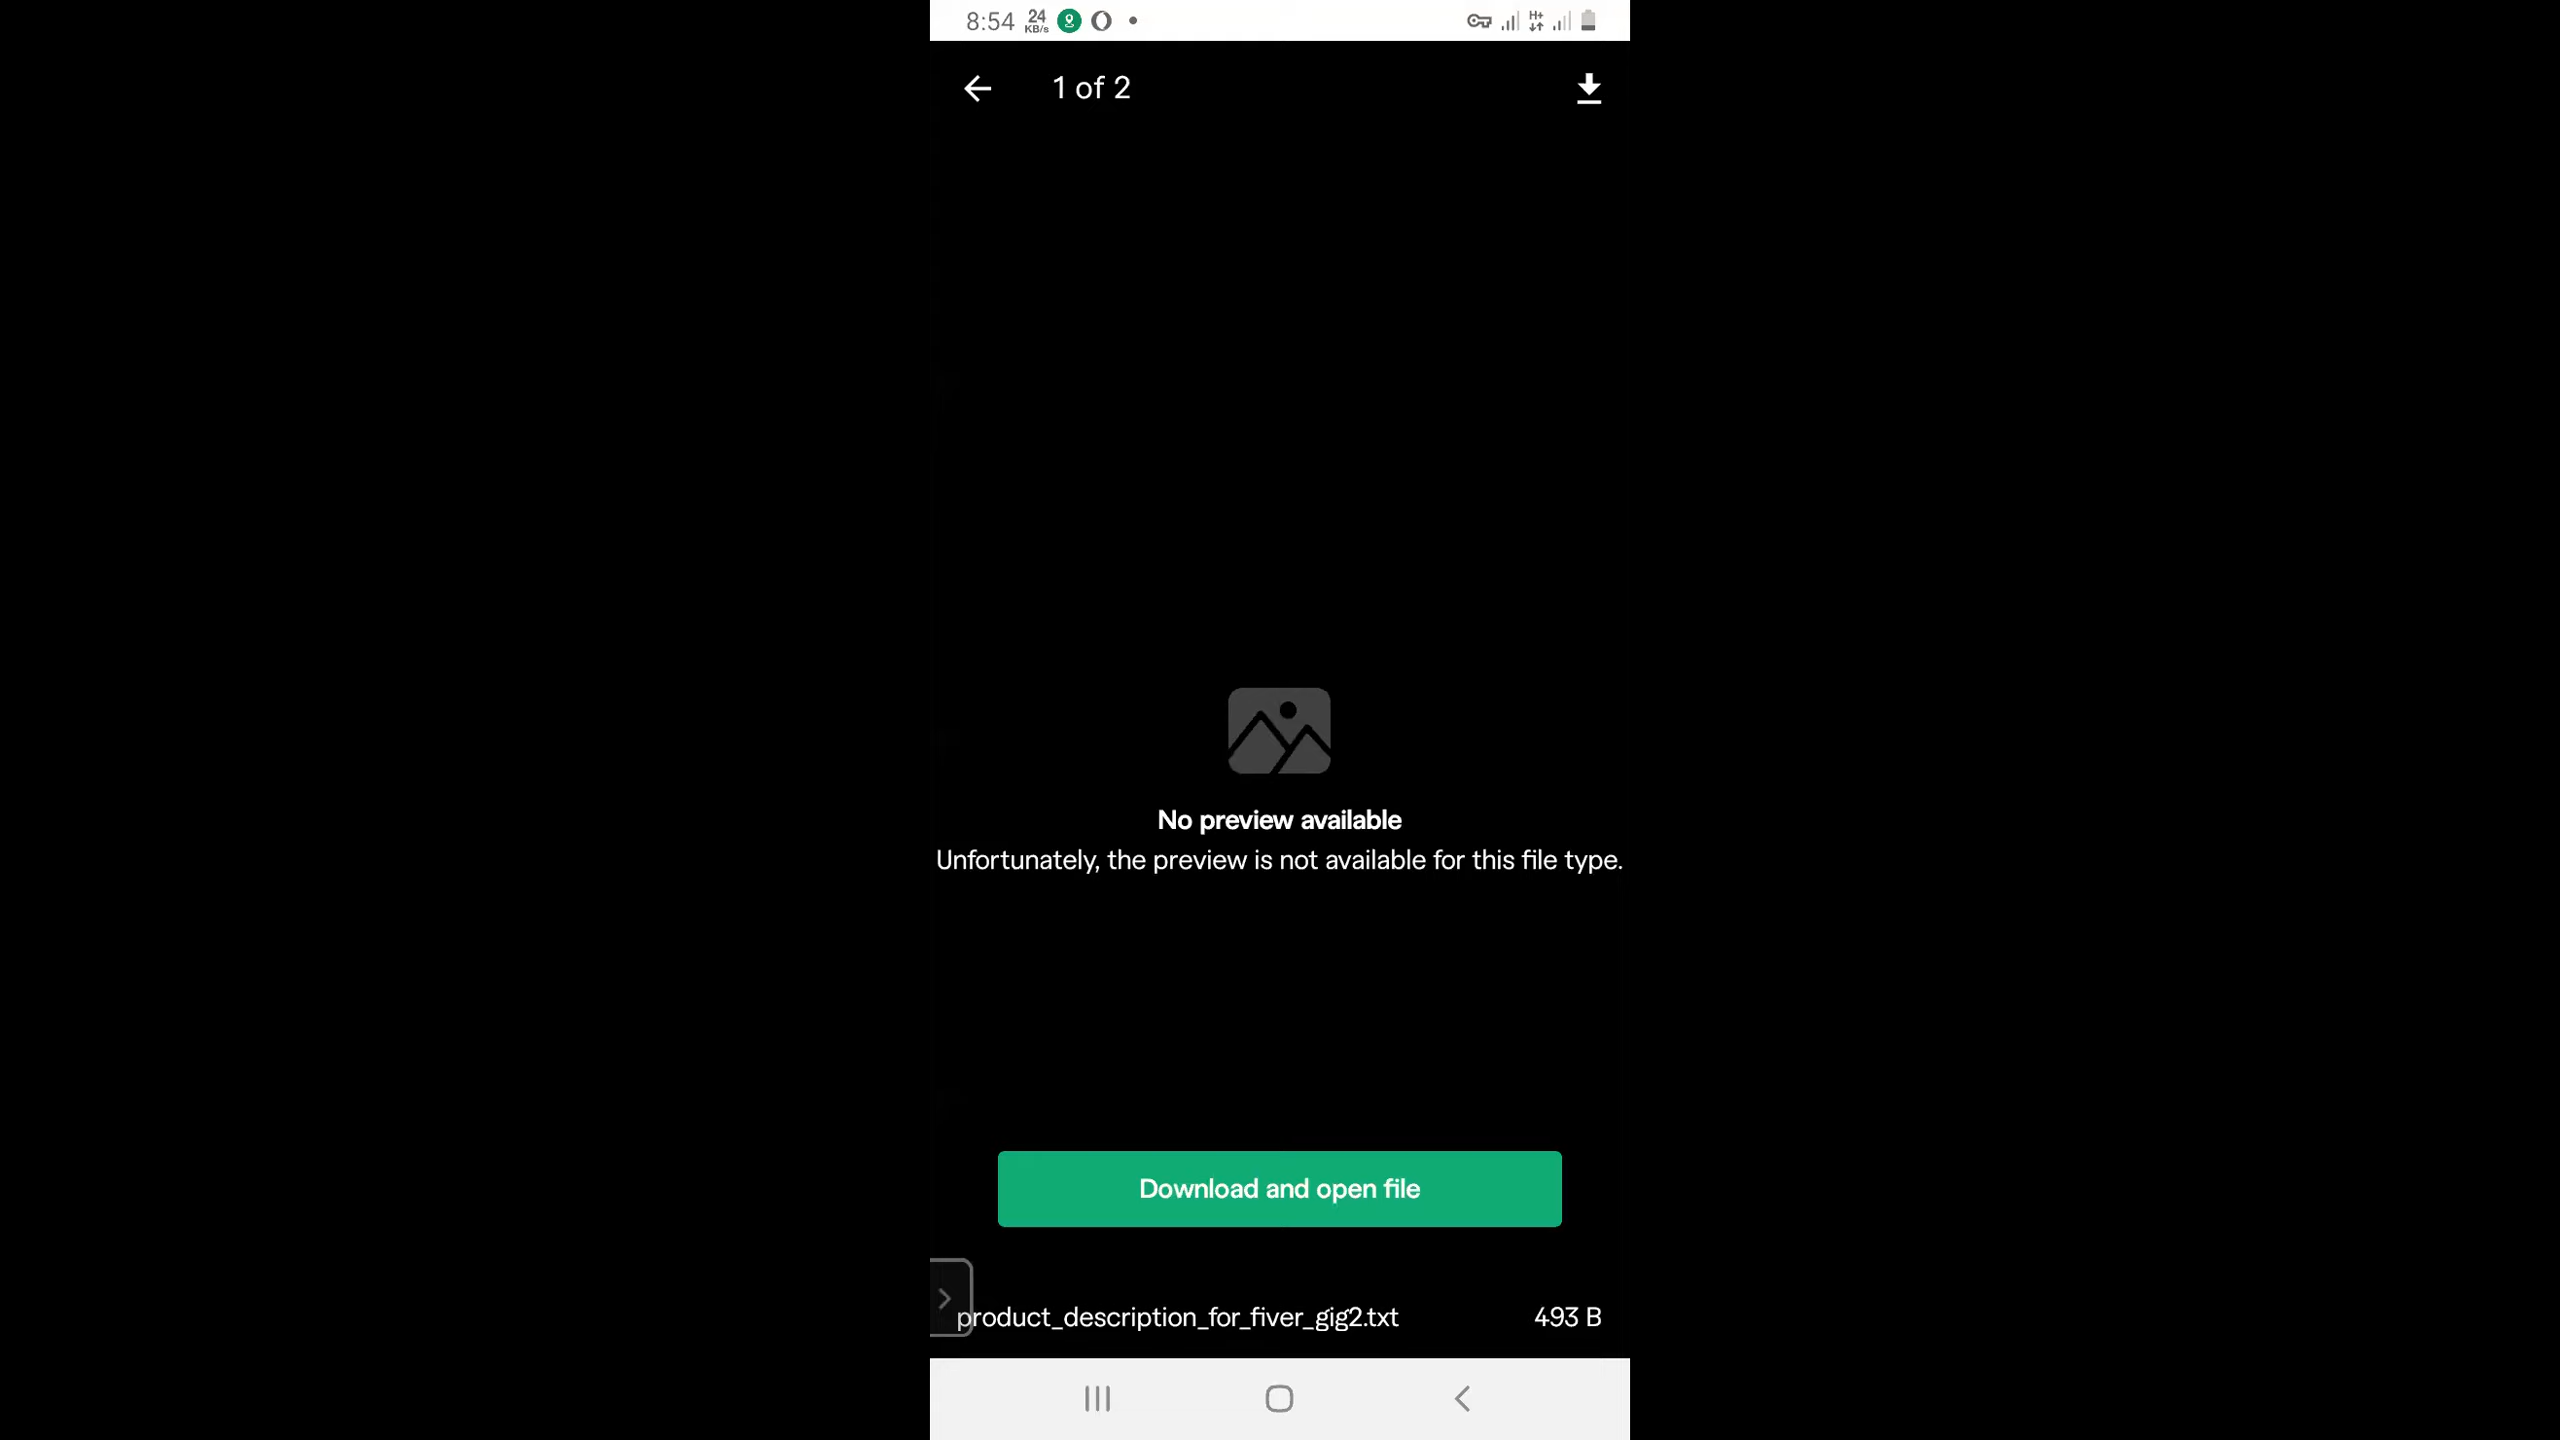 8:54 24 KB/s H+
1 of 2
No preview available
Unfortunately, the preview is not available for this file type.
Download and open file
product_description_for_fiver_gig2.txt 493 B